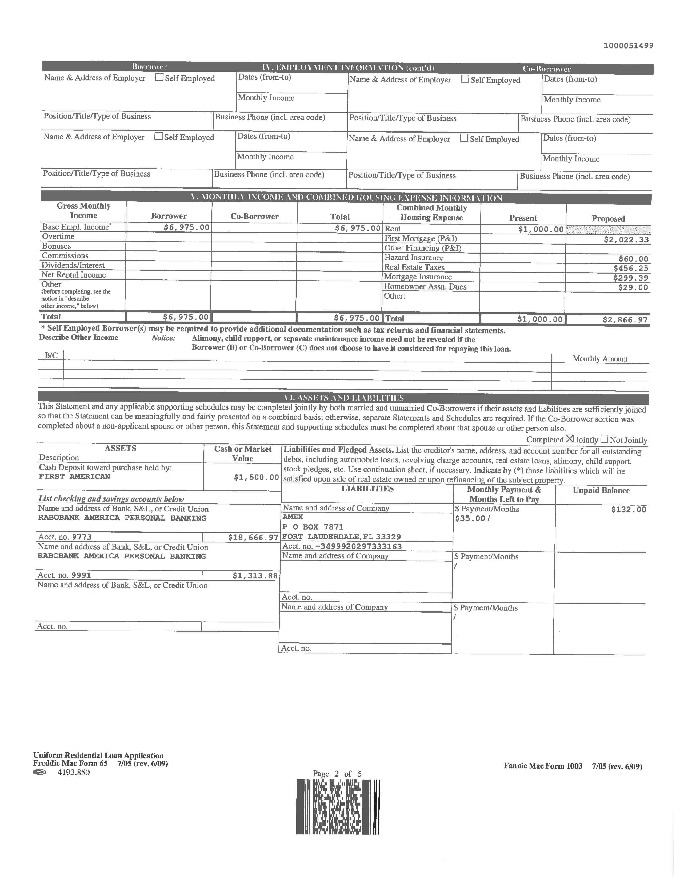 1000051499
Borrower IV. EMPLOYMENT INFORMATION (cont'd) Co-Borrower
Name & Address of Employer ☐ Self Employed Dates (from-to) Name & Address of Employer ☐ Self Employed Dates (from-to)
Monthly Income Monthly Income
Position/Title/Type of Business Business Phone (incl. area code) Position/Title/Type of Business Business Phone (incl. area code)
Name & Address of Employer ☐ Self Employed Dates (from-to) Name & Address of Employer ☐ Self Employed Dates (from-to)
Monthly Income Monthly Income
Position/Title/Type of Business Business Phone (incl. area code) Position/Title/Type of Business Business Phone (incl. area code)
V. MONTHLY INCOME AND COMBINED HOUSING EXPENSE INFORMATION
Gross Monthly Income Borrower Co-Borrower Total Combined Monthly Housing Expense Present Proposed
Base Empl. Income* $6,975.00 $6,975.00 Rent $1,000.00
Overtime First Mortgage (P&I) $2,022.33
Bonuses Other Financing (P&I)
Commissions Hazard Insurance $60.00
Dividends/Interest Real Estate Taxes $456.25
Net Rental Income Mortgage Insurance $299.39
Other Homeowner Assn. Dues $29.00
(before completing, see the Other:
notice in "describe
other income," below)
Total $6,975.00 $6,975.00 Total $1,000.00 $2,866.97
* Self Employed Borrower(s) may be required to provide additional documentation such as tax returns and financial statements.
Describe Other Income Notice: Alimony, child support, or separate maintenance income need not be revealed if the
Borrower (B) or Co-Borrower (C) does not choose to have it considered for repaying this loan.
B/C Monthly Amount
VI. ASSETS AND LIABILITIES
This Statement and any applicable supporting schedules may be completed jointly by both married and unmarried Co-Borrowers if their assets and liabilities are sufficiently joined
so that the Statement can be meaningfully and fairly presented on a combined basis; otherwise, separate Statements and Schedules are required. If the Co-Borrower section was
completed about a non-applicant spouse or other person, this Statement and supporting schedules must be completed about that spouse or other person also.
Completed ☒ Jointly ☐ Not Jointly
ASSETS Cash or Market Value
Description
Cash Deposit toward purchase held by:
FIRST AMERICAN $1,500.00
Liabilities and Pledged Assets. List the creditor's name, address, and account number for all outstanding
debts, including automobile loans, revolving charge accounts, real estate loans, alimony, child support,
stock pledges, etc. Use continuation sheet, if necessary. Indicate by (*) those liabilities which will be
satisfied upon sale of real estate owned or upon refinancing of the subject property.
LIABILITIES Monthly Payment & Months Left to Pay Unpaid Balance
List checking and savings accounts below
Name and address of Bank, S&L, or Credit Union Name and address of Company $ Payment/Months $132.00
RABOBANK AMERICA PERSONAL BANKING AMEX $35.00/
P O BOX 7871
Acct. no. 9773 $18,666.97 FORT LAUDERDALE,FL 33329
Name and address of Bank, S&L, or Credit Union Acct. no. -3499920297333163
RABOBANK AMERICA PERSONAL BANKING Name and address of Company $ Payment/Months
/
Acct. no. 9991 $1,313.88
Name and address of Bank, S&L, or Credit Union
Acct. no.
Name and address of Company $ Payment/Months
/
Acct. no.
Acct. no.
Uniform Residential Loan Application
Freddie Mac Form 65 7/05 (rev. 6/09) Fannie Mae Form 1003 7/05 (rev. 6/09)
Page 2 of 5